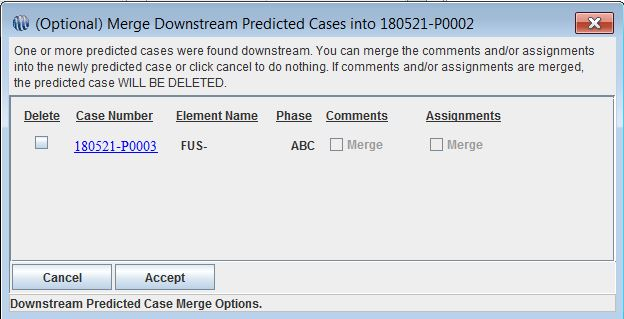 (Optional) Merge Downstream Predicted Cases into 180521-P0002
One or more predicted cases were found downstream. You can merge the comments and/or assignments
into the newly predicted case or click cancel to do nothing. If comments and/or assignments are merged,
the predicted case WILL BE DELETED.
Delete Case Number Element Name Phase Comments Assignments
180521-P0003 FUS- ABC Merge Merge
Cancel Accept
Downstream Predicted Case Merge Options.